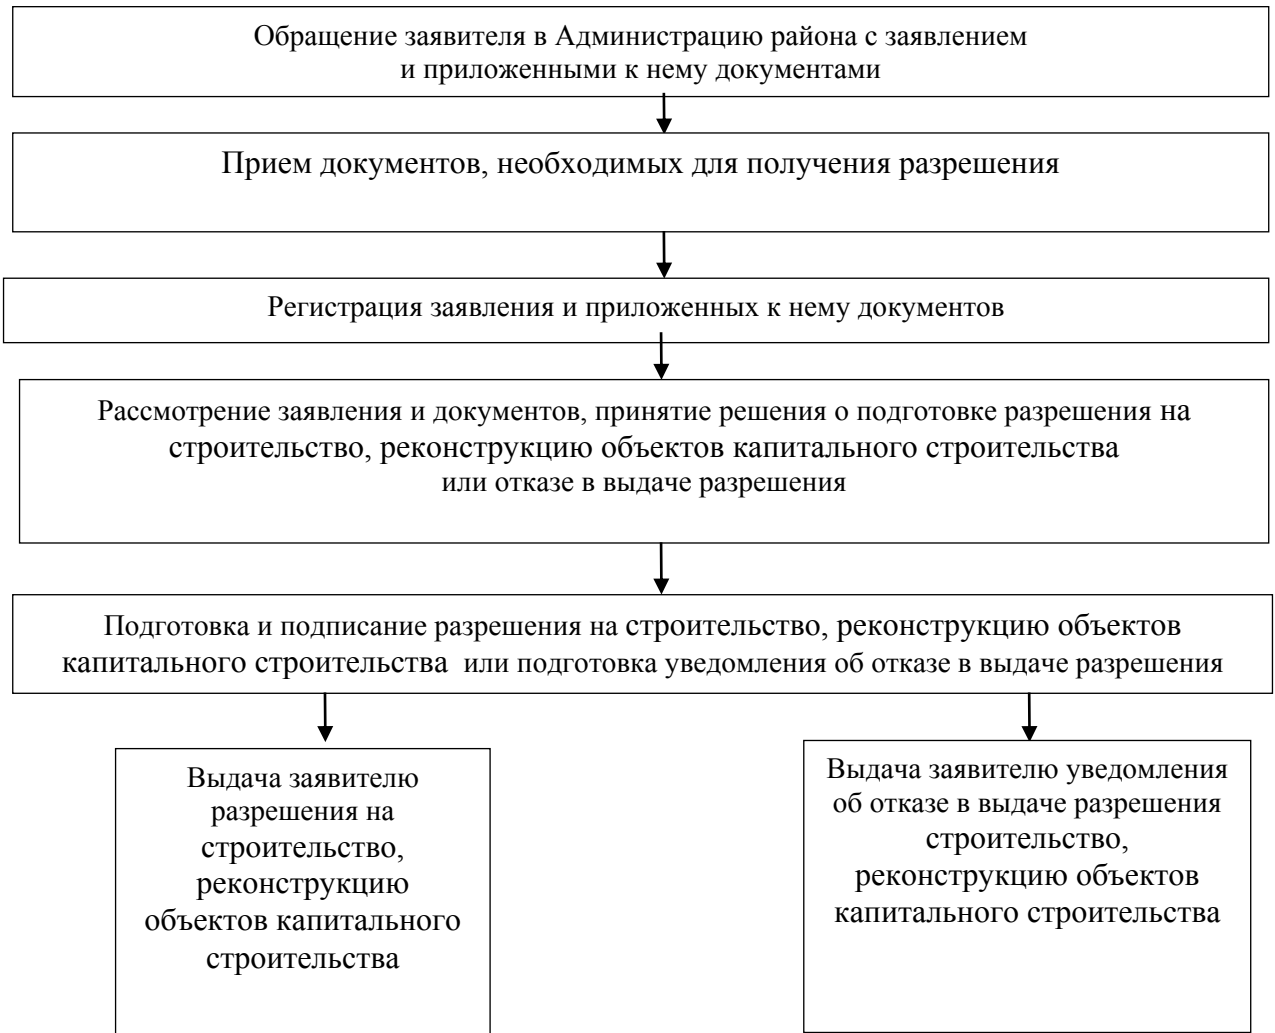 Обращение заявителя в Администрацию района с заявлением
и приложенными к нему документами
Прием документов, необходимых для получения разрешения
Регистрация заявления и приложенных к нему документов
Рассмотрение заявления и документов, принятие решения о подготовке разрешения на
строительство, реконструкцию объектов капитального строительства
или отказе в выдаче разрешения
Подготовка и подписание разрешения на строительство, реконструкцию объектов
капитального строительства или подготовка уведомления об отказе в выдаче разрешения
Выдача заявителю
разрешения на
строительство,
реконструкцию
объектов капитального
строительства
Выдача заявителю уведомления
об отказе в выдаче разрешения
строительство,
реконструкцию объектов
капитального строительства